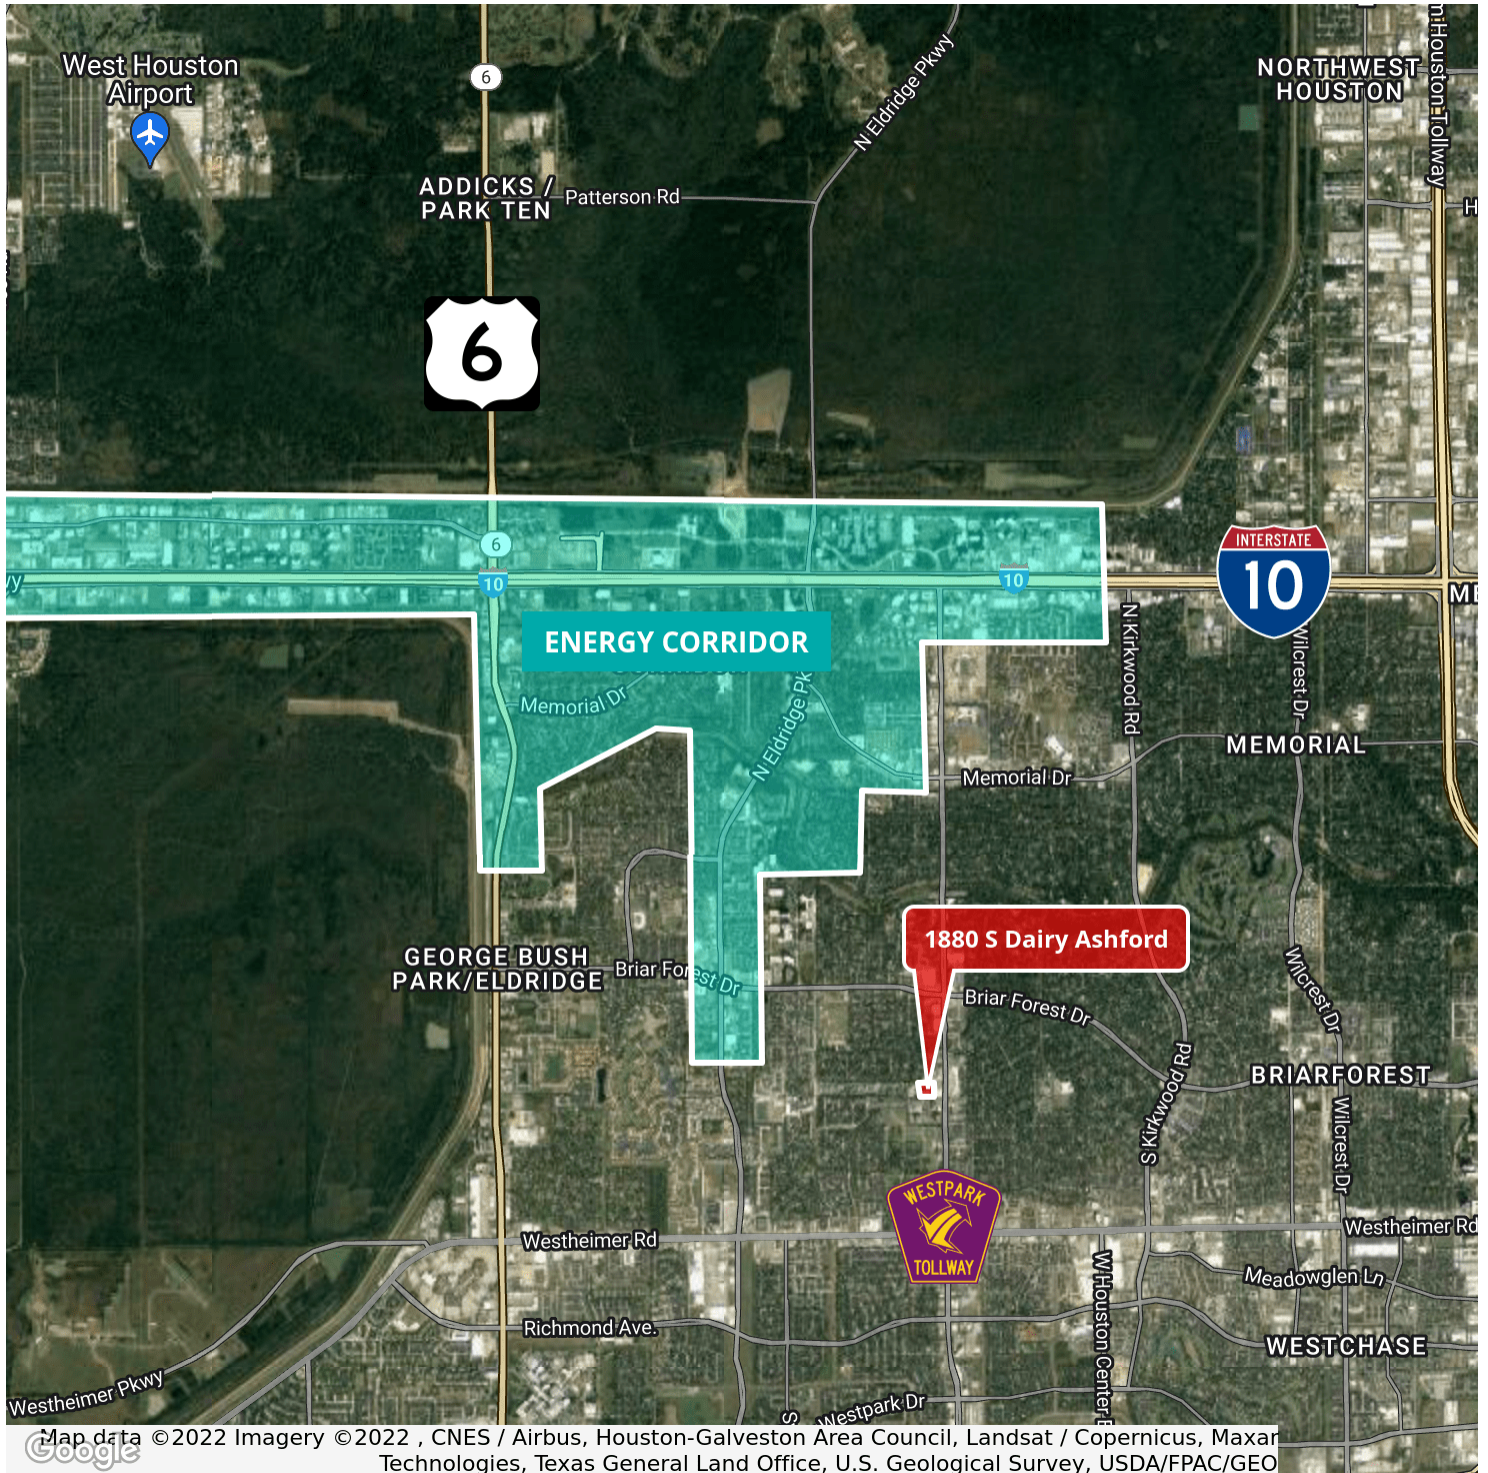 West Houston
Airport
6
N Eldridge Pkwy
NORTHWEST
HOUSTON
Houston Tollway
ADDICKS /
PARK TEN
Patterson Rd
H
6
6
10
10
INTERSTATE
10
ENERGY CORRIDOR
Memorial Dr
N Eldridge Pk
N Kirkwood Rd
Wilcrest Dr
MEMORIAL
Memorial Dr
1880 S Dairy Ashford
GEORGE BUSH
PARK/ELDRIDGE
Briar Forest Dr
Briar Forest Dr
Wilcrest Dr
S Kirkwood Rd
BRIARFOREST
Wilcrest Dr
WESTPARK
TOLLWAY
Westheimer Rd
Westheimer Rd
Meadowglen Ln
W Houston Center B
Richmond Ave.
WESTCHASE
Westheimer Pkwy
S
Westpark Dr
Google
Map data ©2022 Imagery ©2022 , CNES / Airbus, Houston-Galveston Area Council, Landsat / Copernicus, Maxar
Technologies, Texas General Land Office, U.S. Geological Survey, USDA/FPAC/GEO